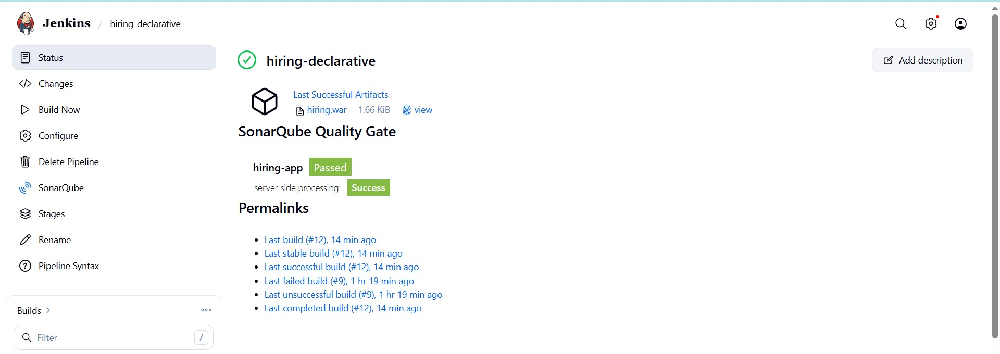 Jenkins / hiring-declarative
Status
Changes
Build Now
Configure
Delete Pipeline
SonarQube
Stages
Rename
Pipeline Syntax
Builds
Filter /
hiring-declarative
Add description
Last Successful Artifacts
hiring.war 1.66 KiB view
SonarQube Quality Gate
hiring-app Passed
server-side processing: Success
Permalinks
Last build (#12), 14 min ago
Last stable build (#12), 14 min ago
Last successful build (#12), 14 min ago
Last failed build (#9), 1 hr 19 min ago
Last unsuccessful build (#9), 1 hr 19 min ago
Last completed build (#12), 14 min ago